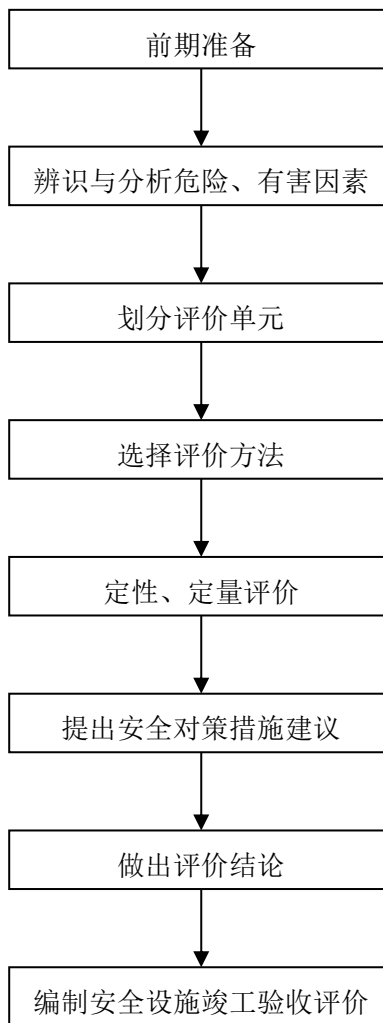 前期准备
辨识与分析危险、有害因素
划分评价单元
选择评价方法
定性、定量评价
提出安全对策措施建议
做出评价结论
编制安全设施竣工验收评价